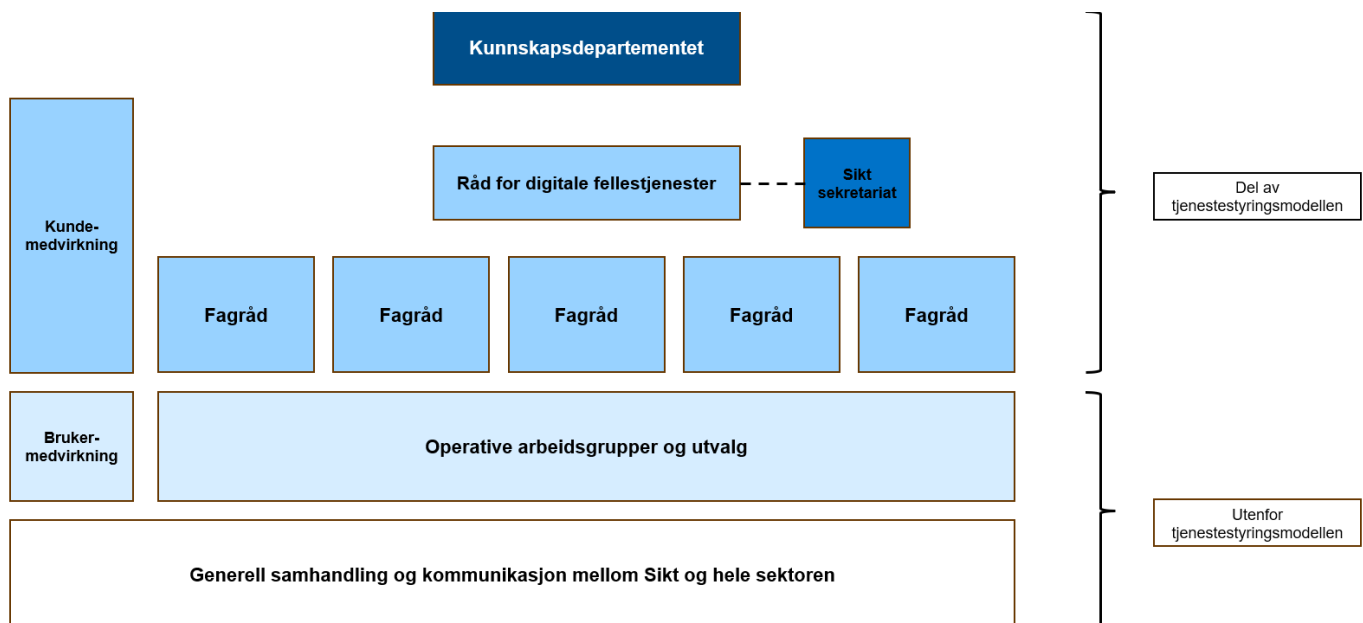 Kunnskapsdepartementet
Kunde-
medvirkning
Råd for digitale fellestjenester
Sikt
sekretariat
Del av
tjenestestyringsmodellen
Fagråd
Fagråd
Fagråd
Fagråd
Fagråd
Bruker-
medvirkning
Operative arbeidsgrupper og utvalg
Utenfor
tjenestestyringsmodellen
Generell samhandling og kommunikasjon mellom Sikt og hele sektoren